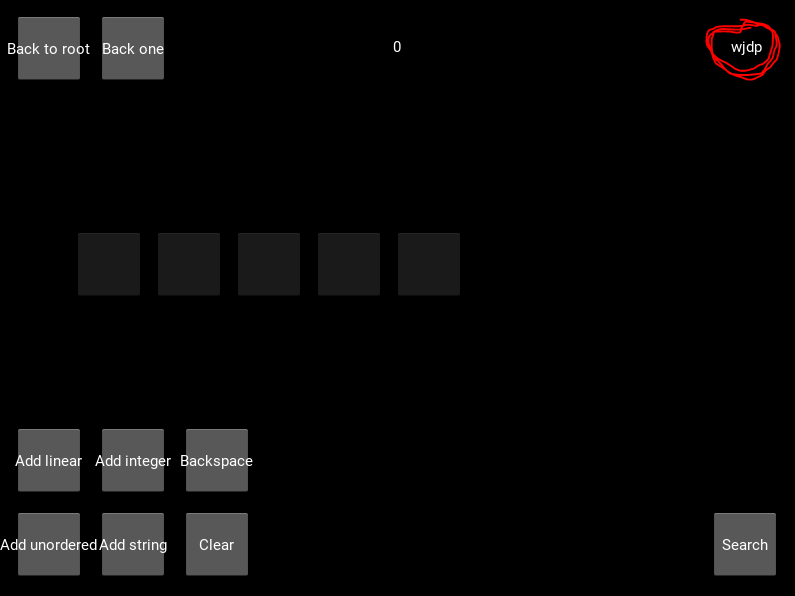 Back to root Back one 0 wjdp
Add linear Add integer Backspace
Add unordered Add string Clear Search